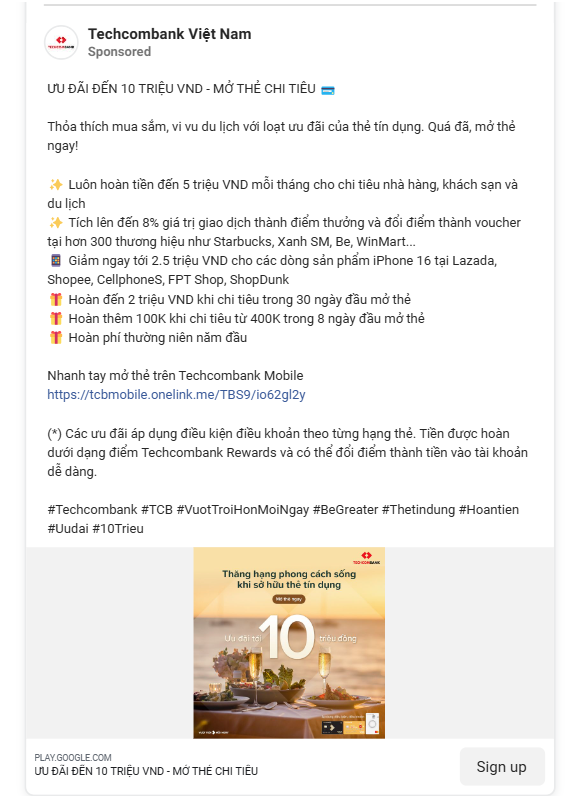 Techcombank Việt Nam
Sponsored
ƯU ĐÃI ĐẾN 10 TRIỆU VND - MỞ THẺ CHI TIÊU 💳
Thỏa thích mua sắm, vi vu du lịch với loạt ưu đãi của thẻ tín dụng. Quá đã, mở thẻ
ngay!
✨ Luôn hoàn tiền đến 5 triệu VND mỗi tháng cho chi tiêu nhà hàng, khách sạn và
du lịch
✨ Tích lên đến 8% giá trị giao dịch thành điểm thưởng và đổi điểm thành voucher
tại hơn 300 thương hiệu như Starbucks, Xanh SM, Be, WinMart...
📱 Giảm ngay tới 2.5 triệu VND cho các dòng sản phẩm iPhone 16 tại Lazada,
Shopee, CellphoneS, FPT Shop, ShopDunk
🎁 Hoàn đến 2 triệu VND khi chi tiêu trong 30 ngày đầu mở thẻ
🎁 Hoàn thêm 100K khi chi tiêu từ 400K trong 8 ngày đầu mở thẻ
🎁 Hoàn phí thường niên năm đầu
Nhanh tay mở thẻ trên Techcombank Mobile
https://tcbmobile.onelink.me/TBS9/io62gl2y
(*) Các ưu đãi áp dụng điều kiện điều khoản theo từng hạng thẻ. Tiền được hoàn
dưới dạng điểm Techcombank Rewards và có thể đổi điểm thành tiền vào tài khoản
dễ dàng.
#Techcombank #TCB #VuotTroiHonMoiNgay #BeGreater #Thetindung #Hoantien
#Uudai #10Trieu
TECHCOMBANK
Thăng hạng phong cách sống
khi sở hữu thẻ tín dụng
Mở thẻ ngay
Ưu đãi tới 10 triệu đồng
PLAY.GOOGLE.COM
ƯU ĐÃI ĐẾN 10 TRIỆU VND - MỞ THẺ CHI TIÊU
Sign up